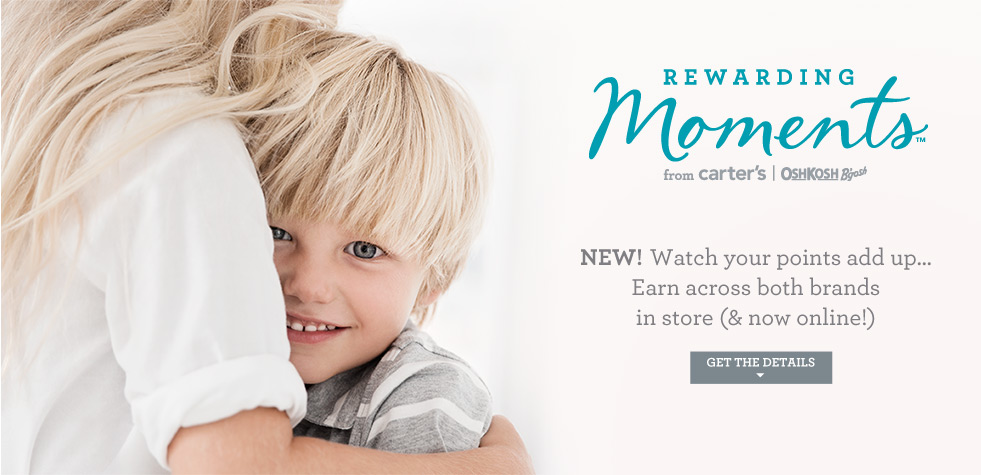 REWARDING
Moments™
from carter's | OSHKOSH B'gosh
NEW! Watch your points add up...
Earn across both brands
in store (& now online!)
GET THE DETAILS